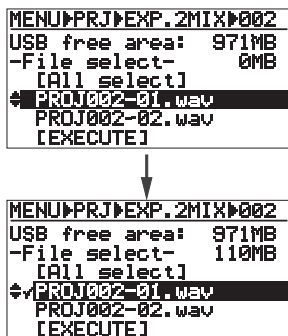 MENU▶PRJ▶EXP.2MIX▶002
USB free area: 971MB
-File select- 0MB
[All select]
PROJ002-01.wav
PROJ002-02.wav
[EXECUTE]
MENU▶PRJ▶EXP.2MIX▶002
USB free area: 971MB
-File select- 110MB
[All select]
✓PROJ002-01.wav
PROJ002-02.wav
[EXECUTE]